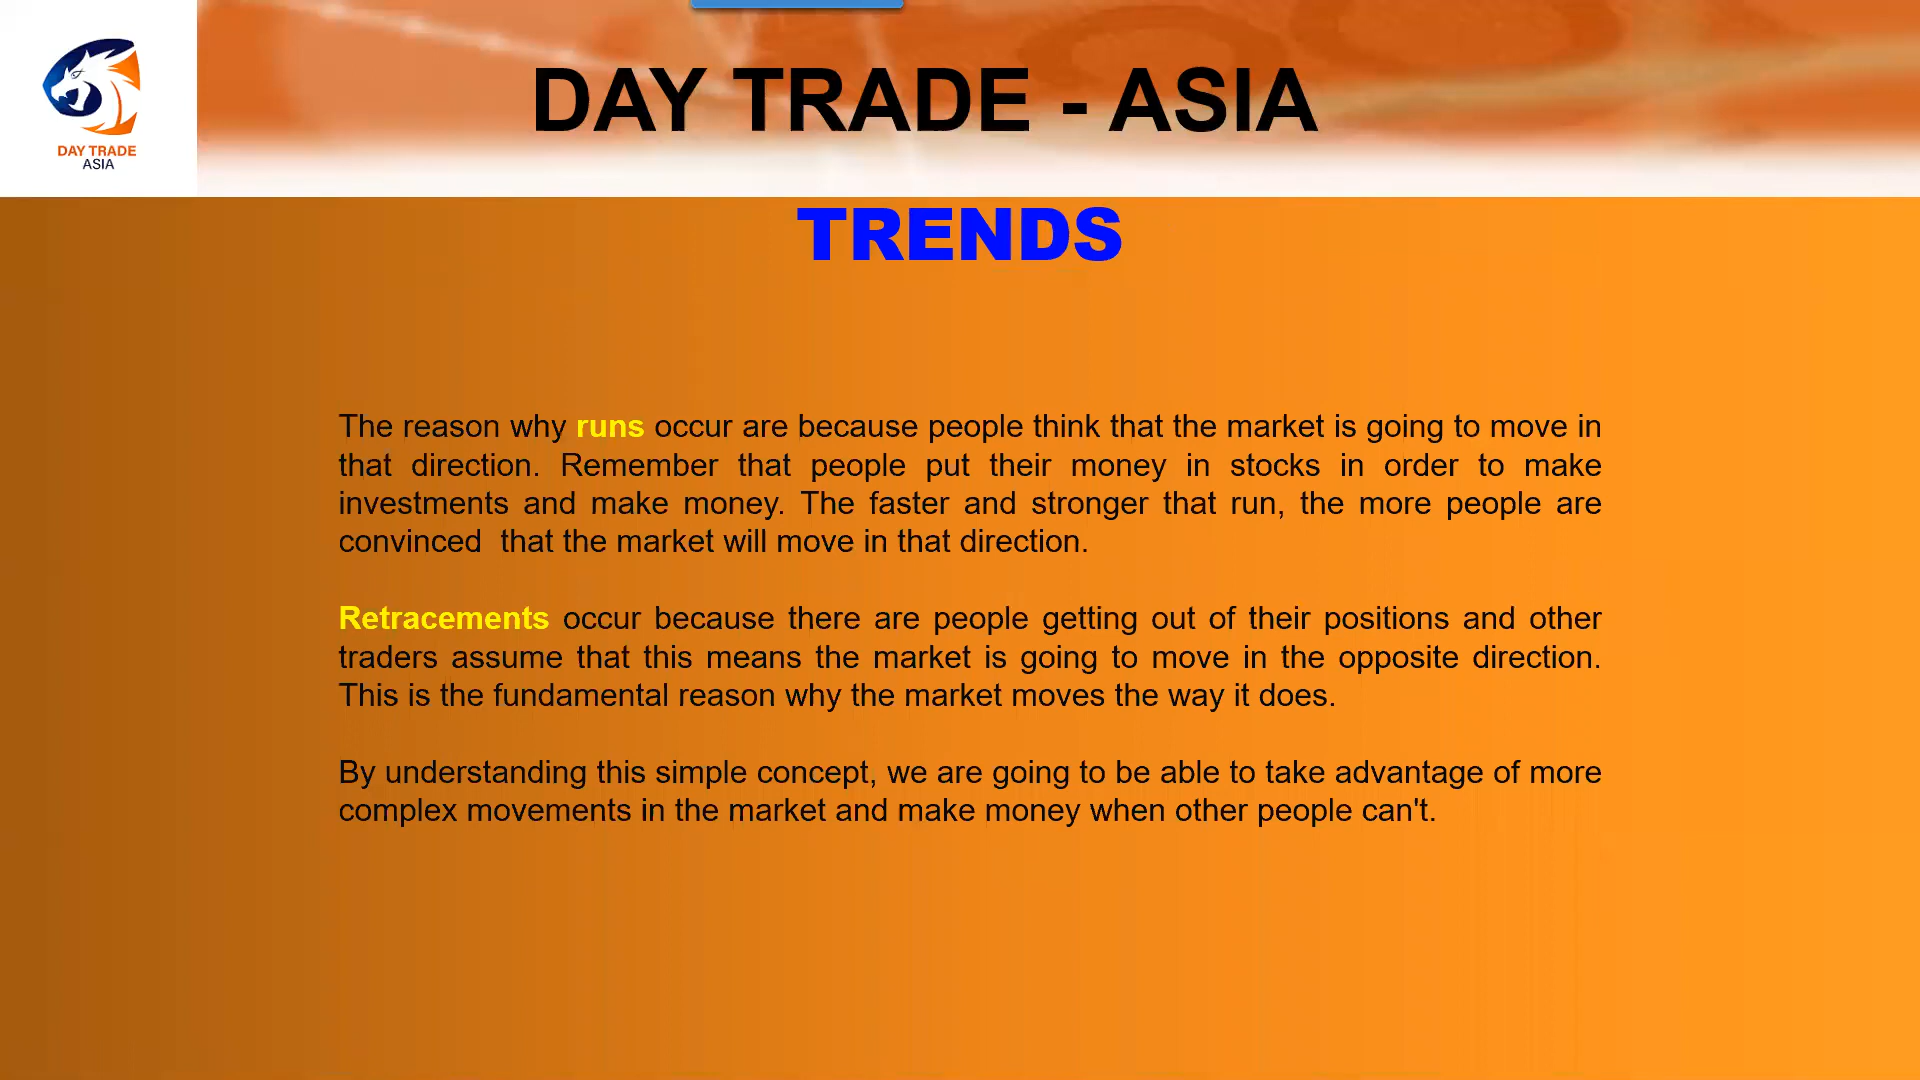 DAY TRADE - ASIA
DAY TRADE
ASIA
TRENDS
The reason why runs occur are because people think that the market is going to move in
that direction. Remember that people put their money in stocks in order to make
investments and make money. The faster and stronger that run, the more people are
convinced  that the market will move in that direction.
Retracements occur because there are people getting out of their positions and other
traders assume that this means the market is going to move in the opposite direction.
This is the fundamental reason why the market moves the way it does.
By understanding this simple concept, we are going to be able to take advantage of more
complex movements in the market and make money when other people can't.